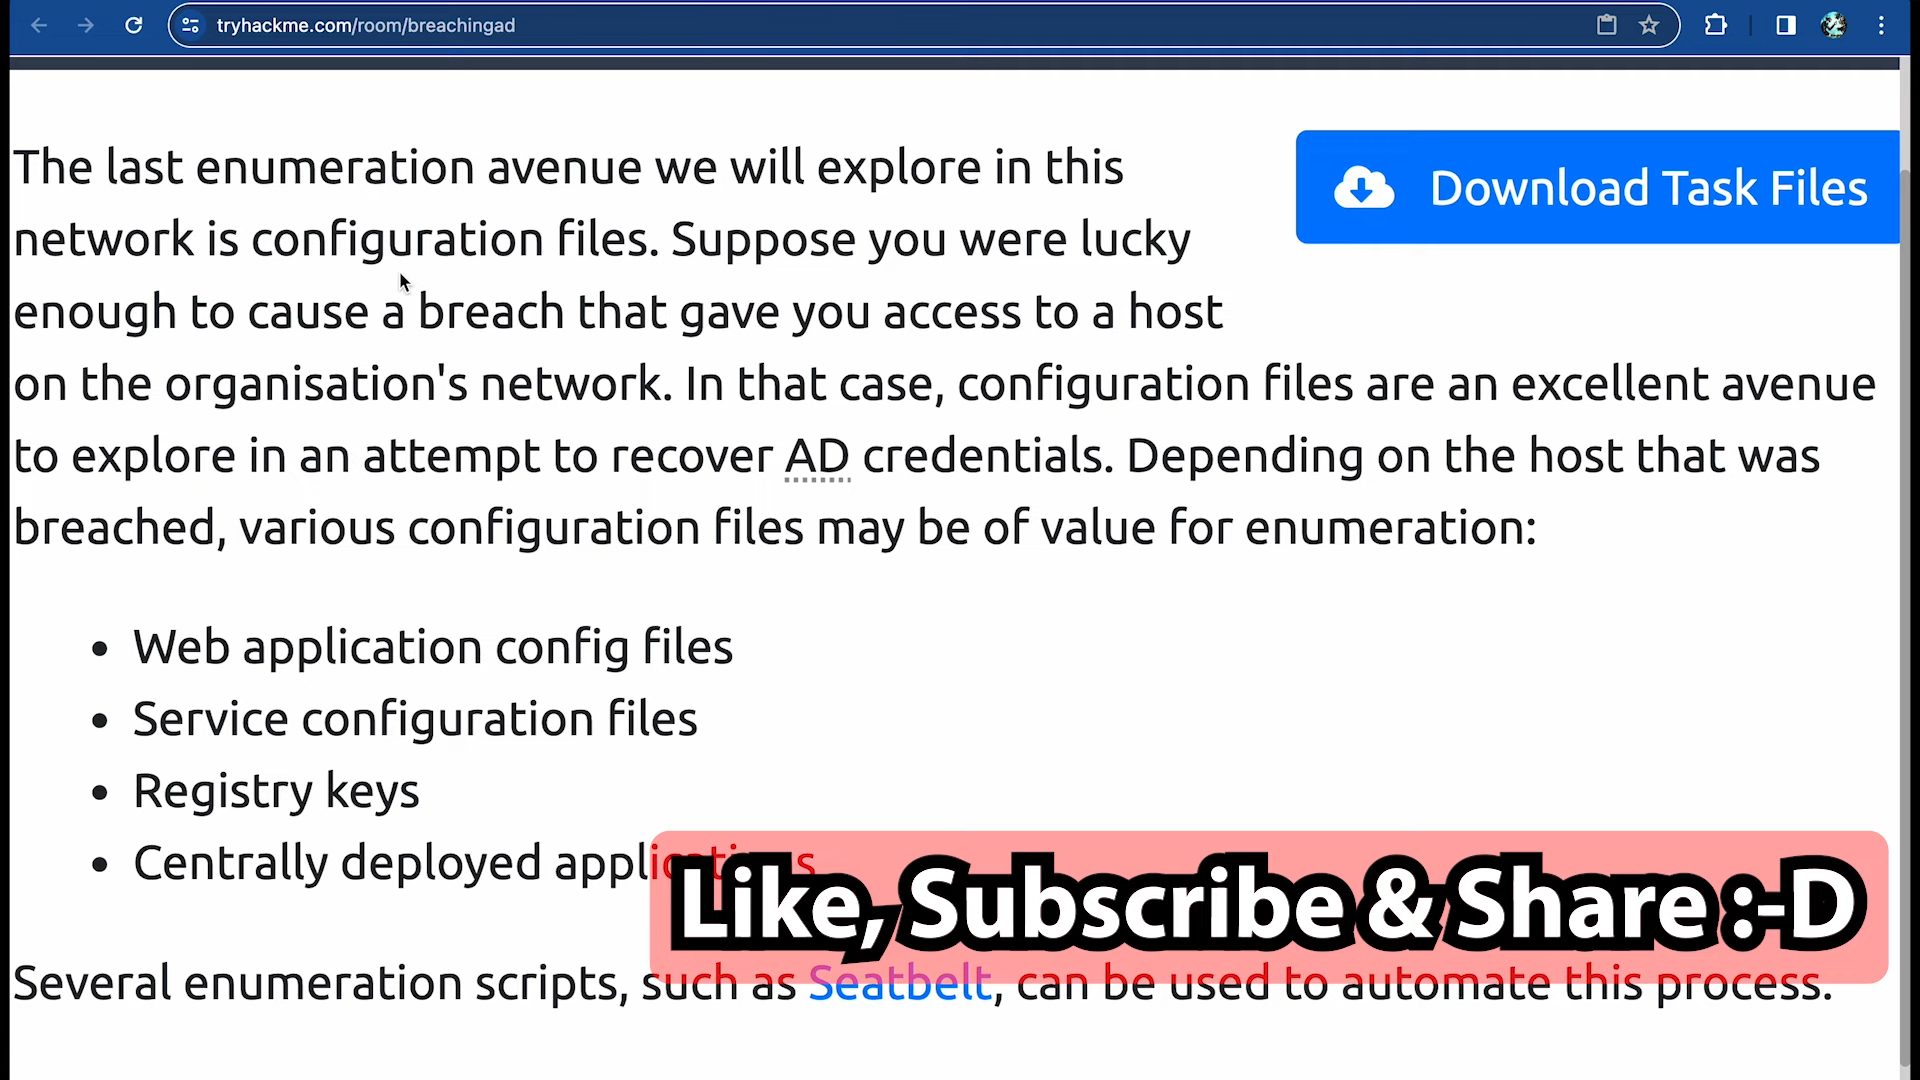 tryhackme.com/room/breachingad
The last enumeration avenue we will explore in this
Download Task Files
network is configuration files. Suppose you were lucky
enough to cause a breach that gave you access to a host
on the organisation's network. In that case, configuration files are an excellent avenue
to explore in an attempt to recover AD credentials. Depending on the host that was
breached, various configuration files may be of value for enumeration:
• Web application config files
• Service configuration files
• Registry keys
• Centrally deployed applications
Like, Subscribe & Share :-D
Several enumeration scripts, such as Seatbelt, can be used to automate this process.